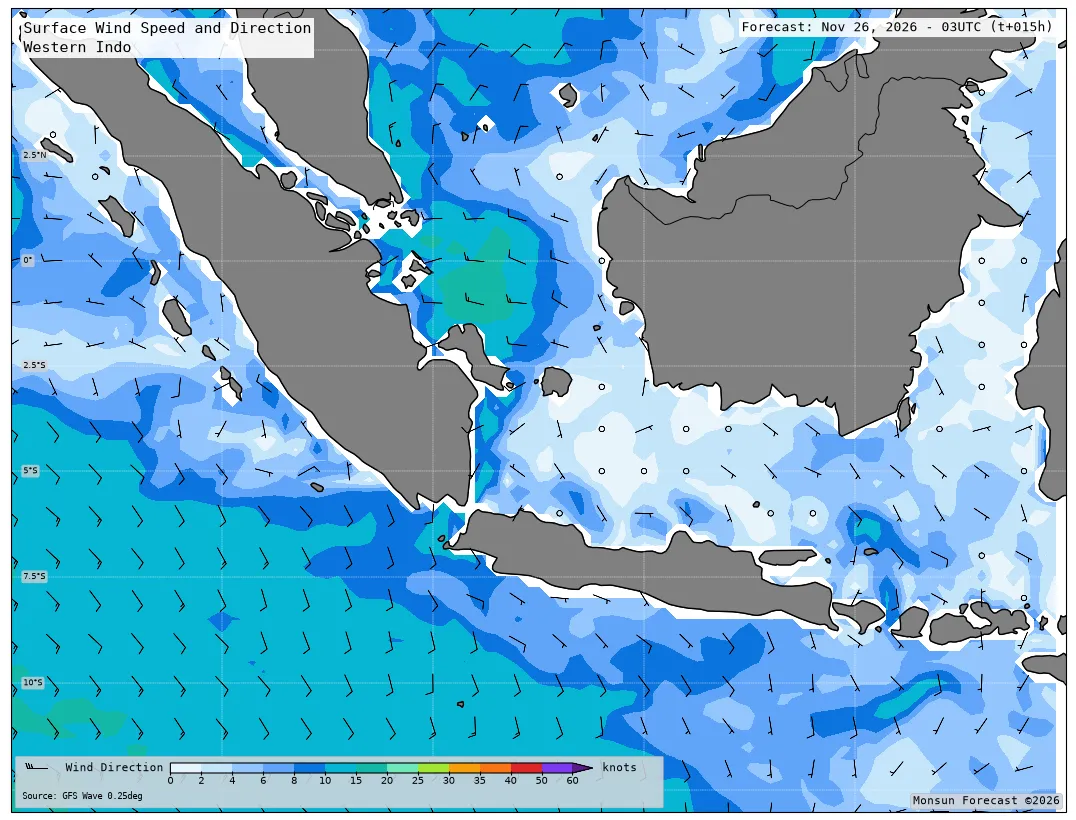 Surface Wind Speed and Direction
Western Indo
Forecast: Nov 26, 2026 - 03UTC (t+015h)
2.5°N
0°
2.5°S
5°S
7.5°S
10°S
Wind Direction
0 2 4 6 8 10 15 20 25 30 40 50 60
knots
Source: GFS Wave 0.25deg
Monsun Forecast ©2026